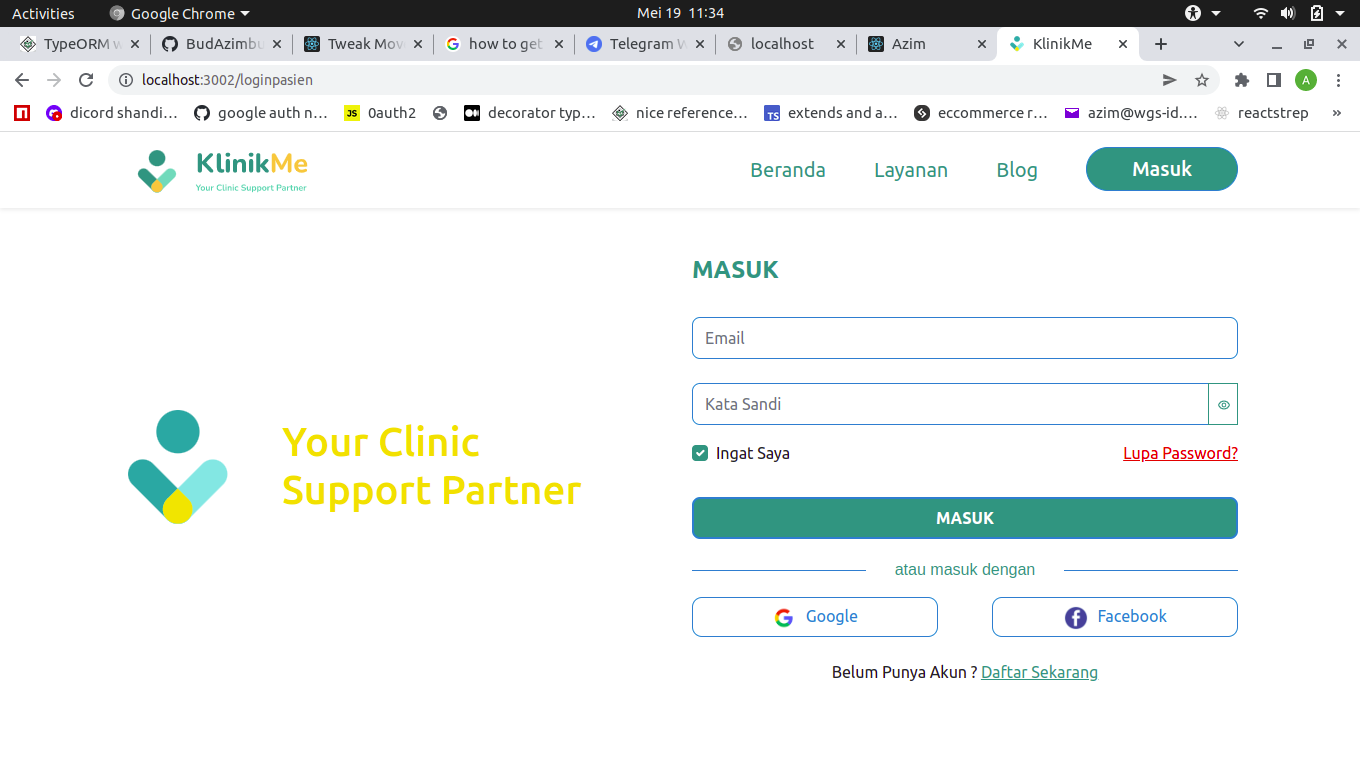 Activities Google Chrome Mei 19 11:34
TypeORM w BudAzimbu Tweak Mov how to get Telegram W localhost Azim KlinikMe
localhost:3002/loginpasien A
dicord shandi... google auth n... JS 0auth2 decorator typ... nice reference... TS extends and a... eccommerce r... azim@wgs-id.... reactstrep »
KlinikMe
Your Clinic Support Partner
Beranda Layanan Blog Masuk
MASUK
Email
Kata Sandi
Ingat Saya Lupa Password?
Your Clinic
Support Partner
MASUK
atau masuk dengan
Google Facebook
Belum Punya Akun ? Daftar Sekarang